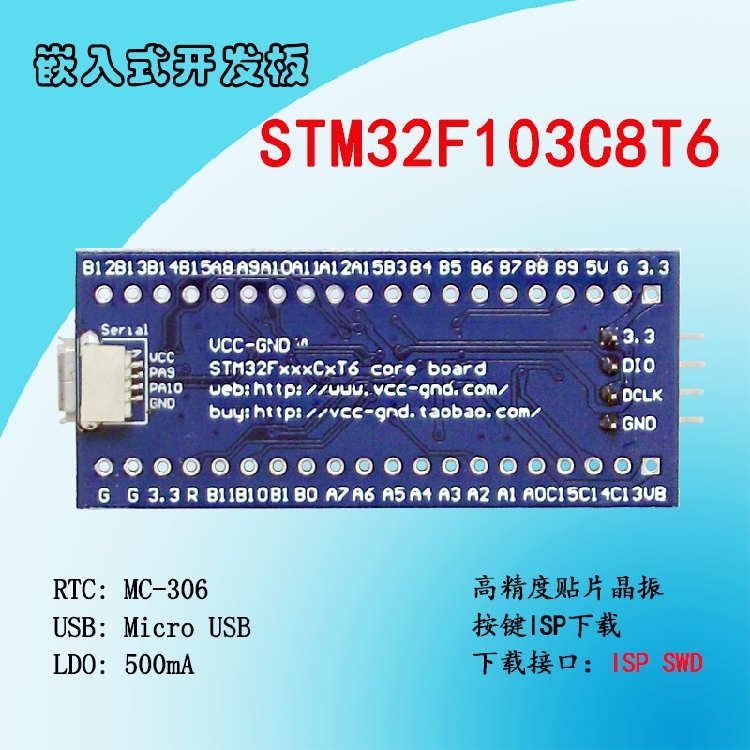 嵌入式开发板
STM32F103C8T6
B12 B13 B14 B15 A8 A9 A10 A11 A12 A15 B3 B4 B5 B6 B7 B8 B9 5V G 3.3
Serial
VCC
PA9
PA10
GND
VCC-GND
STM32FxxxCxT6 core board
web:http://www.vcc-gnd.com/
buy:http://vcc-gnd.taobao.com/
3.3
DIO
DCLK
GND
G G 3.3 R B11 B10 B1 B0 A7 A6 A5 A4 A3 A2 A1 A0 C15 C14 C13 VB
RTC: MC-306
USB: Micro USB
LDO: 500mA
高精度贴片晶振
按键ISP下载
下载接口: ISP SWD